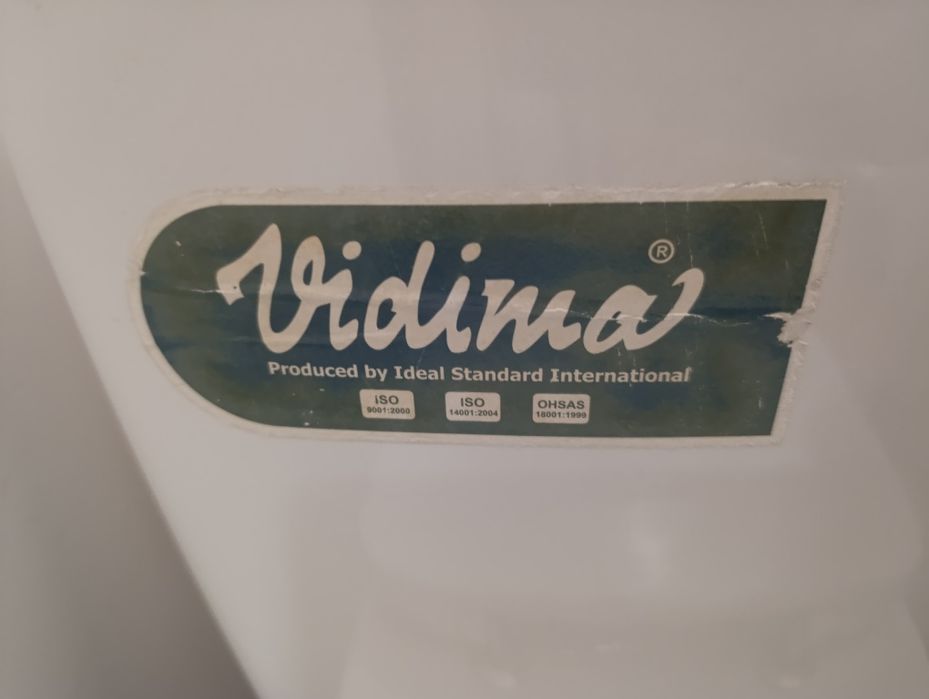 Vidima®
Produced by Ideal Standard International
ISO
9001:2000
ISO
14001:2004
OHSAS
18001:1999